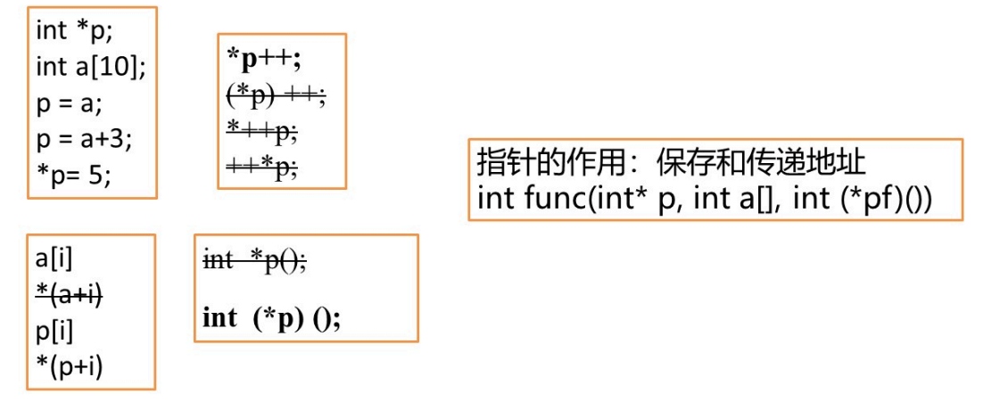 int *p;
int a[10];
p = a;
p = a+3;
*p= 5;
*p++;
(*p) ++;
*++p;
++*p;
指针的作用：保存和传递地址
int func(int* p, int a[], int (*pf)())
a[i]
*(a+i)
p[i]
*(p+i)
int *p();
int (*p) ();